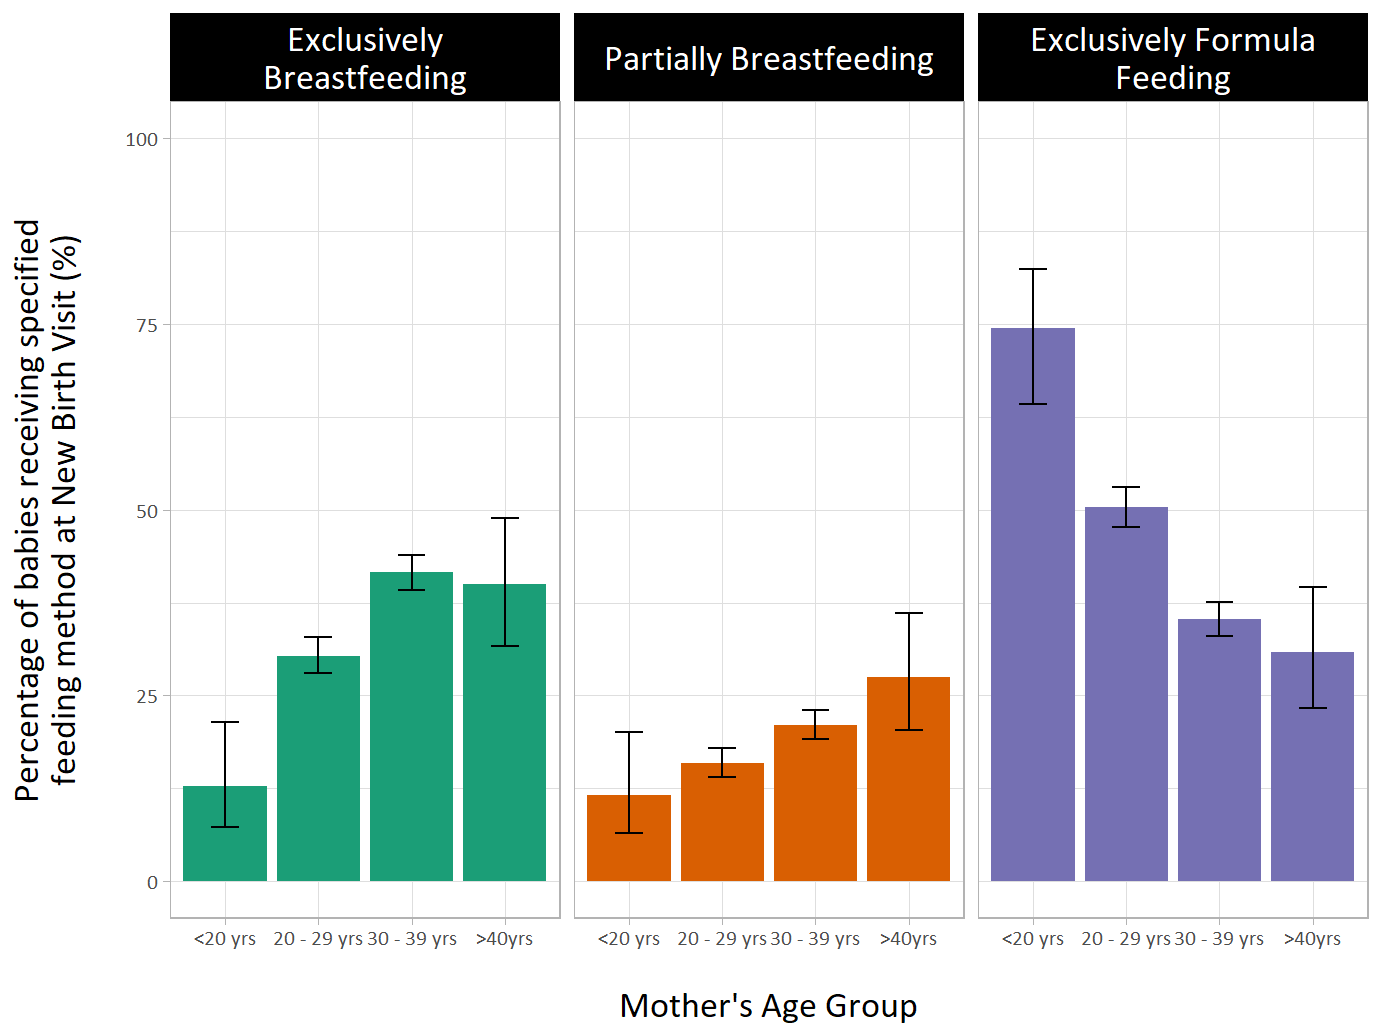 Exclusively
Breastfeeding
Partially Breastfeeding
Exclusively Formula
Feeding
Percentage of babies receiving specified
feeding method at New Birth Visit (%)
100
75
50
25
0
<20 yrs 20 - 29 yrs 30 - 39 yrs >40yrs
<20 yrs 20 - 29 yrs 30 - 39 yrs >40yrs
<20 yrs 20 - 29 yrs 30 - 39 yrs >40yrs
Mother's Age Group